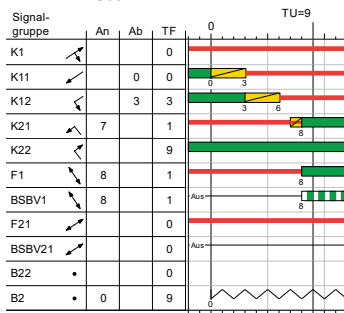 Signal-
gruppe An Ab TF 0 TU=9
K1 0
K11 0 0 0 3
K12 3 3 3 6
K21 7 1 8
K22 9
F1 8 1 8
BSBV1 8 1 Aus 8
F21 0
BSBV21 0 Aus
B22 0
B2 0 9 0